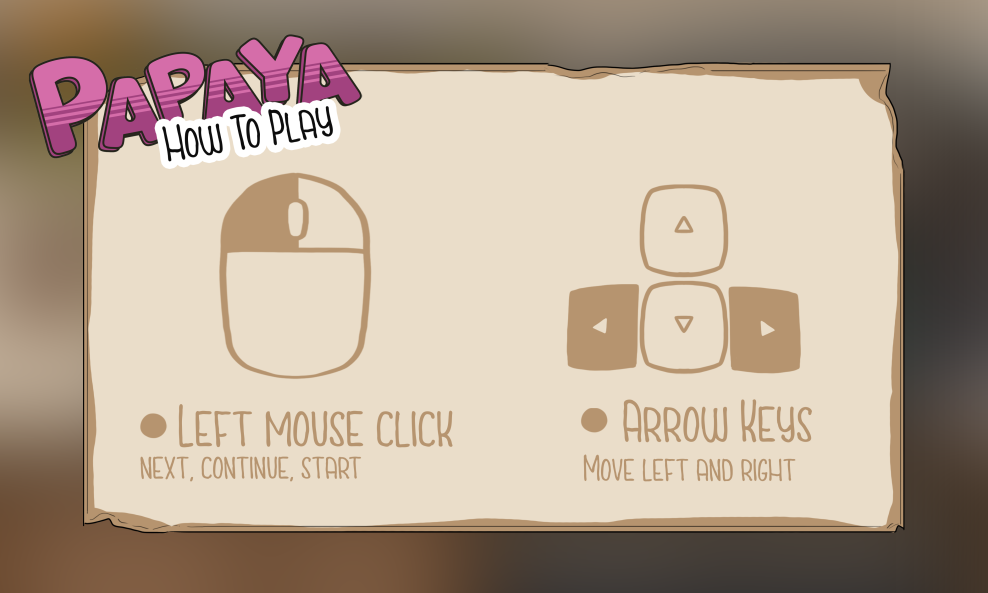 PAPAYA
HOW TO PLAY
LEFT MOUSE CLICK
NEXT, CONTINUE, START
ARROW KEYS
MOVE LEFT AND RIGHT